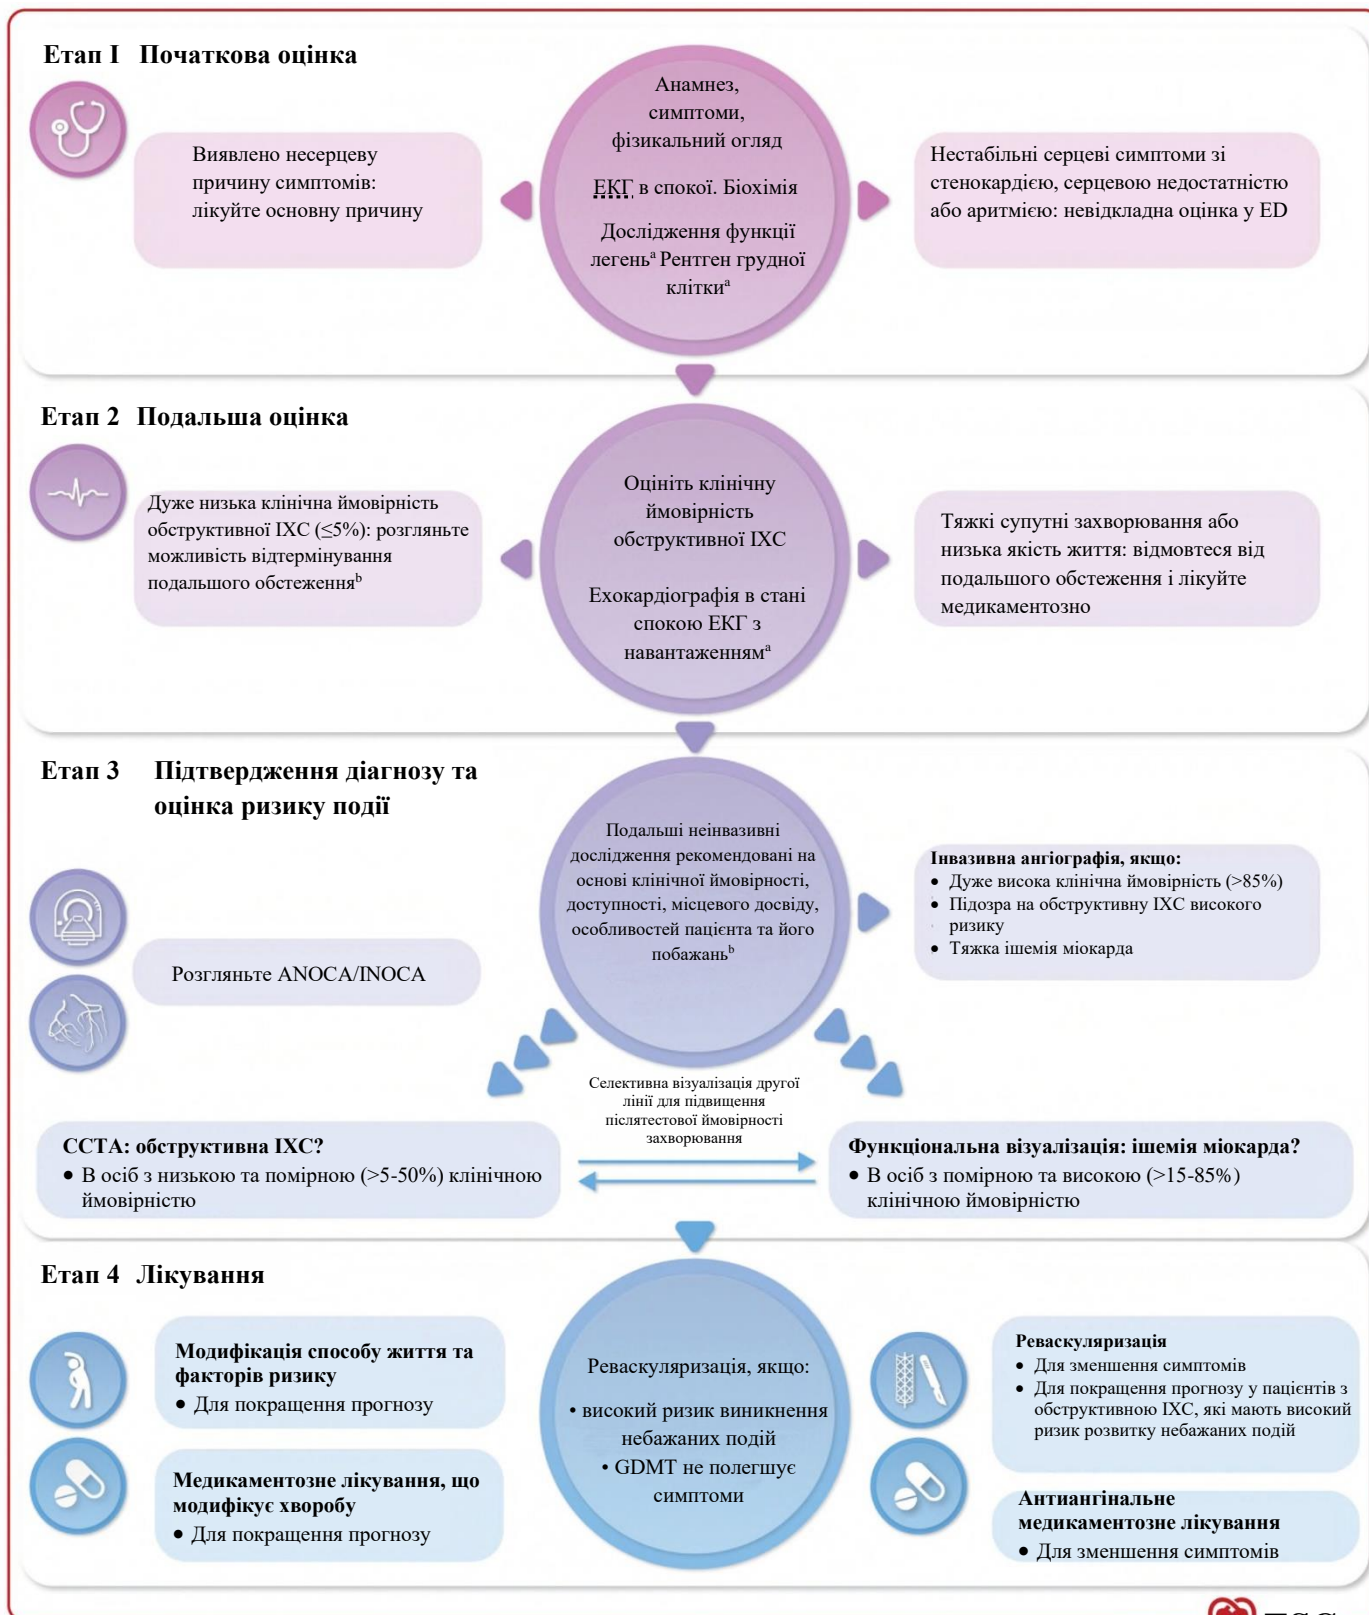 Етап I Початкова оцінка
Виявлено несерцеву
причину симптомів:
лікуйте основну причину
Анамнез,
симптоми,
фізикальний огляд
ЕКГ в спокої. Біохімія
Дослідження функції
легеньᵃ Рентген грудної
кліткиᵃ
Нестабільні серцеві симптоми зі
стенокардією, серцевою недостатністю
або аритмією: невідкладна оцінка у ED
Етап 2 Подальша оцінка
Дуже низька клінічна ймовірність
обструктивної ІХС (≤5%): розгляньте
можливість відтермінування
подальшого обстеженняᵇ
Оцініть клінічну
ймовірність
обструктивної ІХС
Ехокардіографія в стані
спокою ЕКГ з
навантаженнямᵃ
Тяжкі супутні захворювання або
низька якість життя: відмовтеся від
подальшого обстеження і лікуйте
медикаментозно
Етап 3 Підтвердження діагнозу та
оцінка ризику події
Розгляньте ANOCA/INOCA
Подальші неінвазивні
дослідження рекомендовані на
основі клінічної ймовірності,
доступності, місцевого досвіду,
особливостей пацієнта та його
побажаньᵇ
Інвазивна ангіографія, якщо:
• Дуже висока клінічна ймовірність (>85%)
• Підозра на обструктивну ІХС високого
ризику
• Тяжка ішемія міокарда
Селективна візуалізація другої
лінії для підвищення
післятестової ймовірності
захворювання
ССТА: обструктивна ІХС?
• В осіб з низькою та помірною (>5-50%) клінічною
ймовірністю
Функціональна візуалізація: ішемія міокарда?
• В осіб з помірною та високою (>15-85%)
клінічною ймовірністю
Етап 4 Лікування
Модифікація способу життя та
факторів ризику
• Для покращення прогнозу
Медикаментозне лікування, що
модифікує хворобу
• Для покращення прогнозу
Реваскуляризація, якщо:
• високий ризик виникнення
небажаних подій
• GDMT не полегшує
симптоми
Реваскуляризація
• Для зменшення симптомів
• Для покращення прогнозу у пацієнтів з
обструктивною ІХС, які мають високий
ризик розвитку небажаних подій
Антиангінальне
медикаментозне лікування
• Для зменшення симптомів
ESC